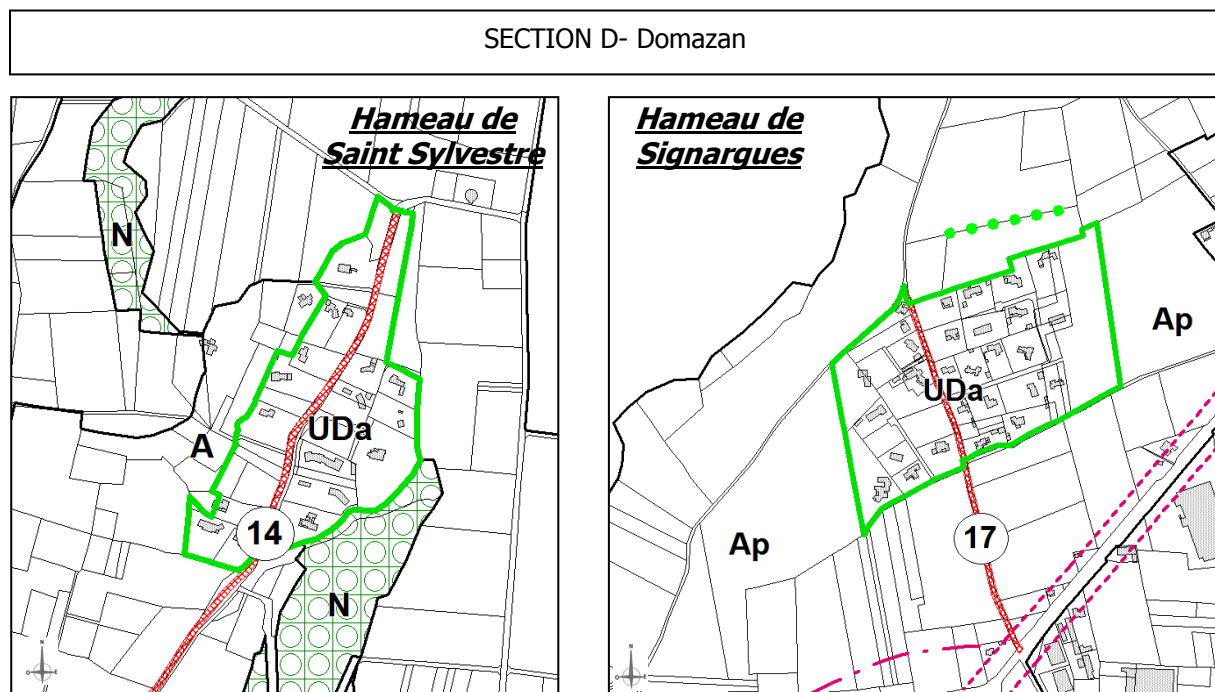 SECTION D- Domazan
Hameau de
Saint Sylvestre
N
UDa
A
14
N
Hameau de
Signargues
Ap
UDa
Ap
17